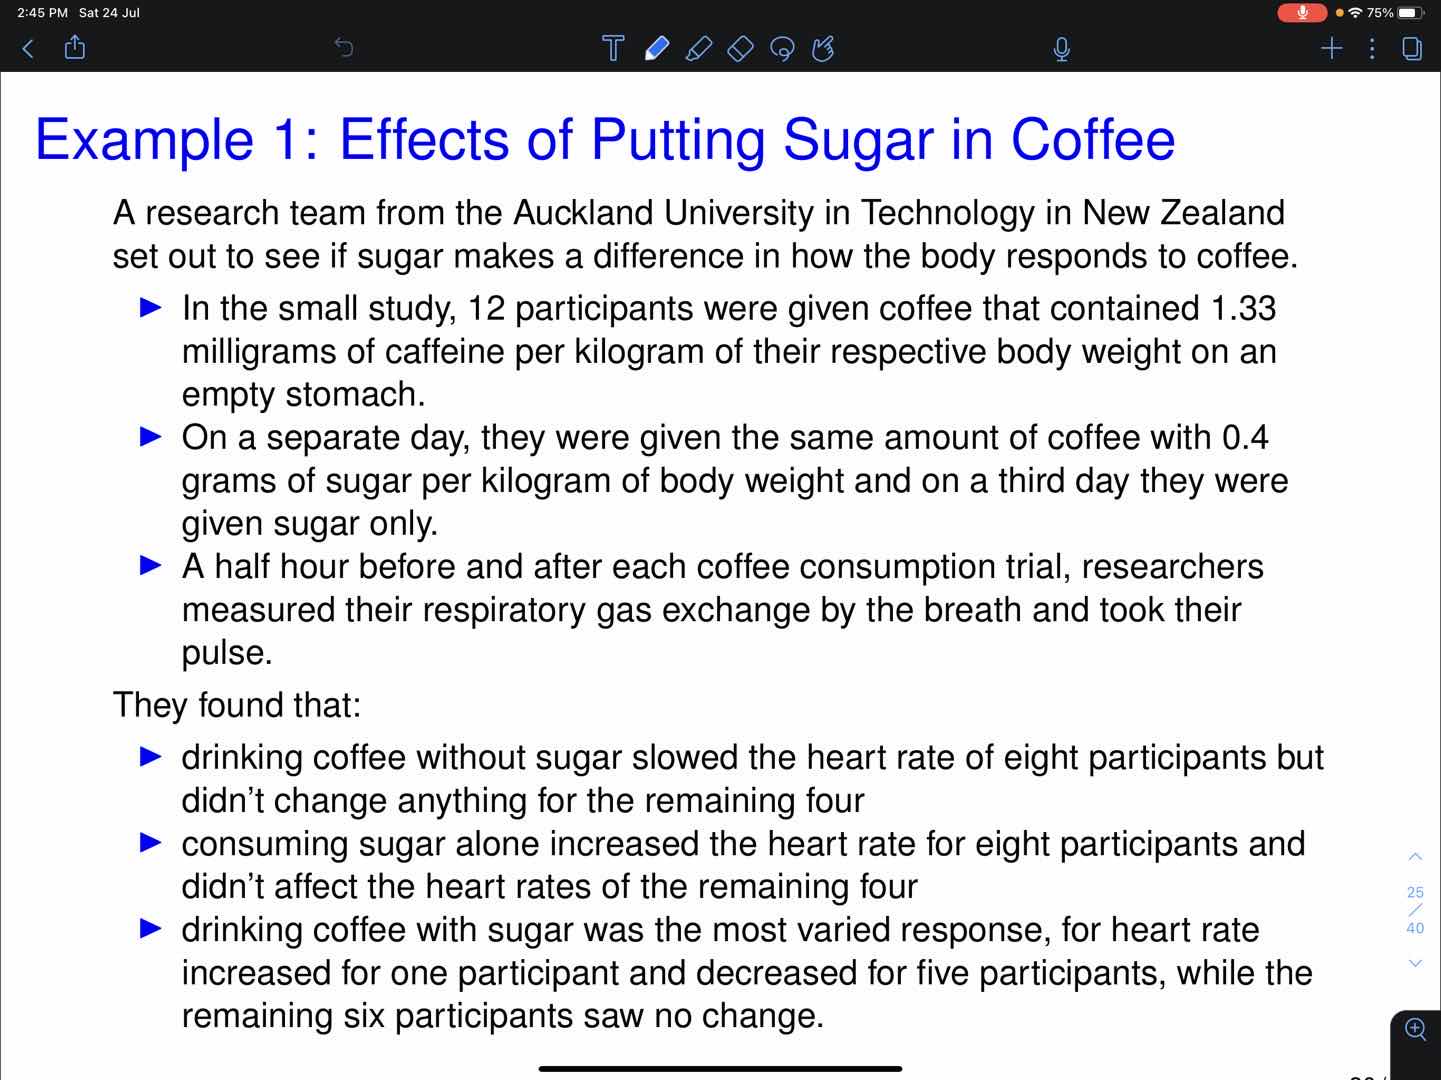 2:45 PM Sat 24 Jul
75%
Example 1: Effects of Putting Sugar in Coffee
A research team from the Auckland University in Technology in New Zealand
set out to see if sugar makes a difference in how the body responds to coffee.
In the small study, 12 participants were given coffee that contained 1.33
milligrams of caffeine per kilogram of their respective body weight on an
empty stomach.
On a separate day, they were given the same amount of coffee with 0.4
grams of sugar per kilogram of body weight and on a third day they were
given sugar only.
A half hour before and after each coffee consumption trial, researchers
measured their respiratory gas exchange by the breath and took their
pulse.
They found that:
drinking coffee without sugar slowed the heart rate of eight participants but
didn't change anything for the remaining four
consuming sugar alone increased the heart rate for eight participants and
didn't affect the heart rates of the remaining four
drinking coffee with sugar was the most varied response, for heart rate
increased for one participant and decreased for five participants, while the
remaining six participants saw no change.
25
/
40